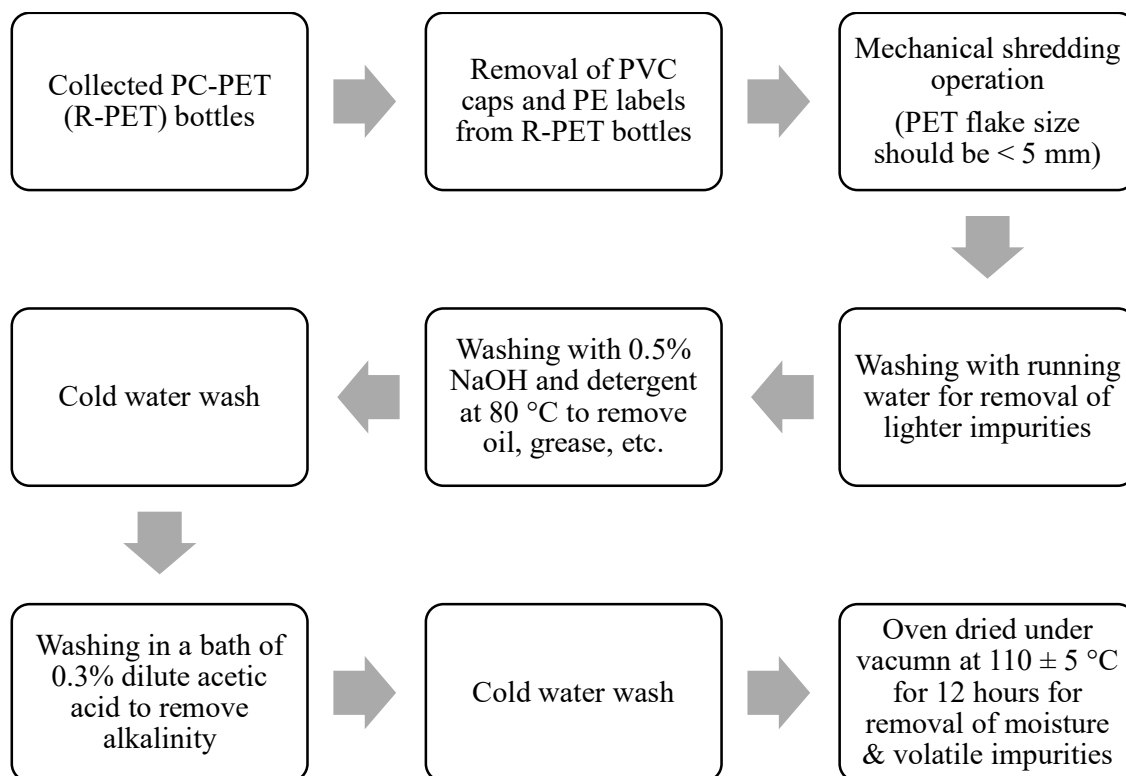 Collected PC-PET
(R-PET) bottles
Removal of PVC
caps and PE labels
from R-PET bottles
Mechanical shredding
operation
(PET flake size
should be < 5 mm)
Washing with running
water for removal of
lighter impurities
Washing with 0.5%
NaOH and detergent
at 80 °C to remove
oil, grease, etc.
Cold water wash
Washing in a bath of
0.3% dilute acetic
acid to remove
alkalinity
Cold water wash
Oven dried under
vacumn at 110 ± 5 °C
for 12 hours for
removal of moisture
& volatile impurities